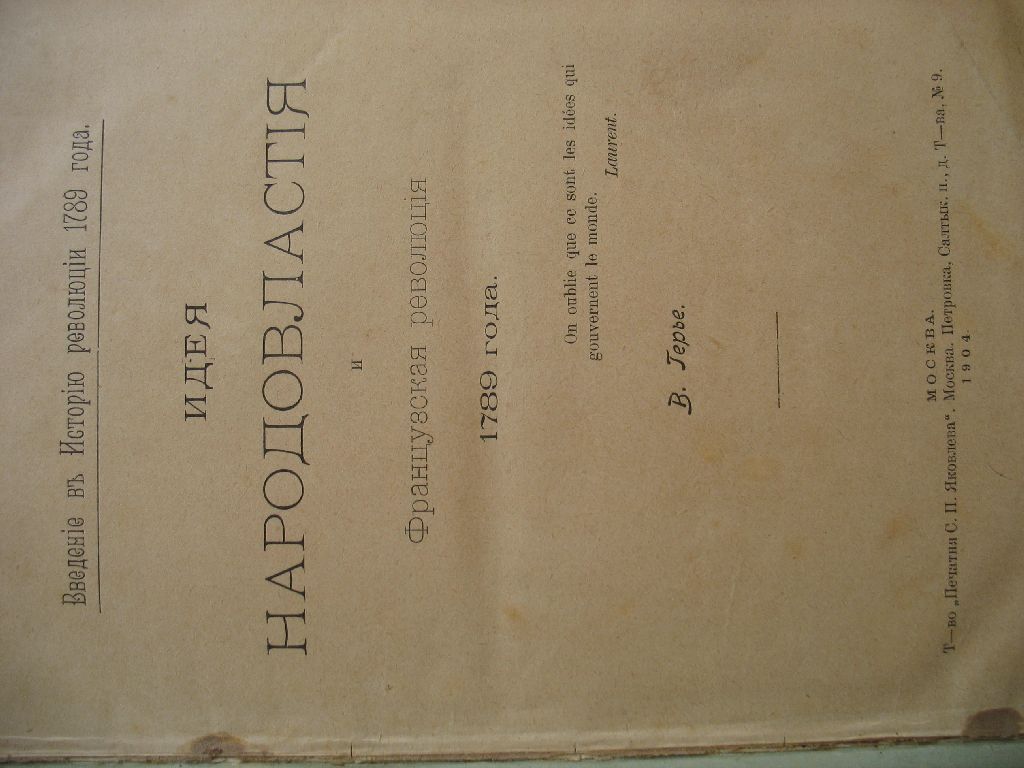 Введеніе въ Исторію революціи 1789 года.
ИДЕЯ
НАРОДОВЛАСТІЯ
и
Французская революція
1789 года.
On oublie que ce sont les idées qui
gouvernent le monde.
Laurent.
В. Герье.
МОСКВА.
Т—во „Печатня С. П. Яковлева“. Москва. Петровка, Салтык. п., д. Т—ва, № 9.
1904.